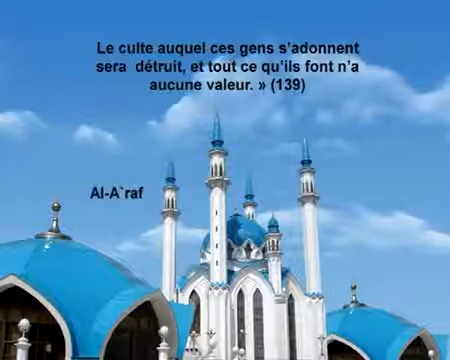 Le culte auquel ces gens s’adonnent
sera détruit, et tout ce qu’ils font n’a
aucune valeur. » (139)
Al-A`raf